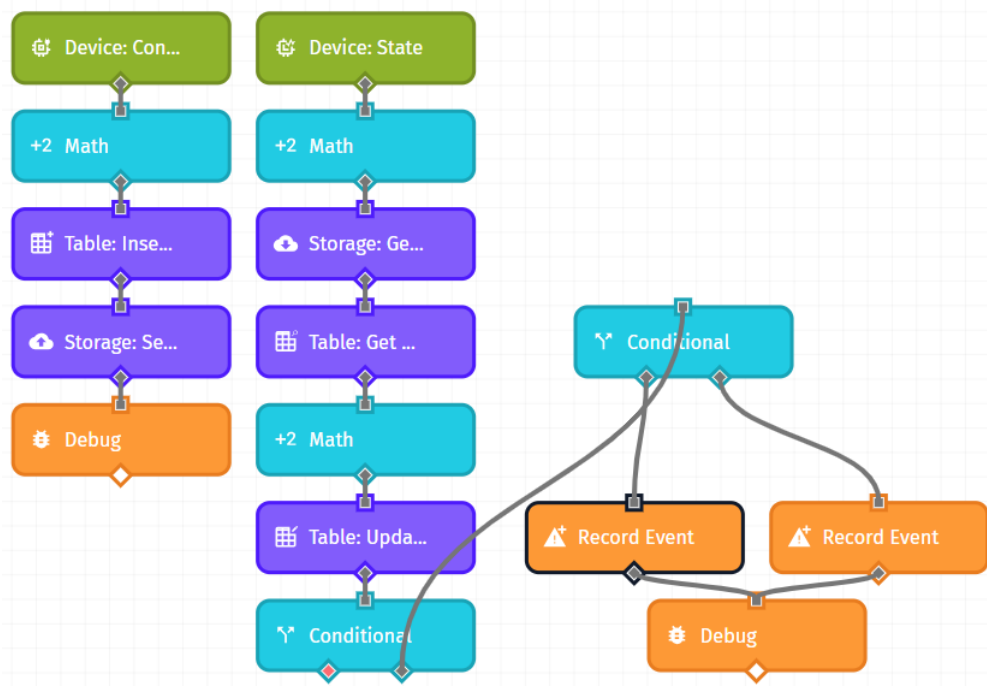 Device: Con...
Device: State
+2 Math
+2 Math
Table: Inse...
Storage: Ge...
Storage: Se...
Table: Get ...
Conditional
Debug
+2 Math
Table: Upda...
Record Event
Record Event
Conditional
Debug